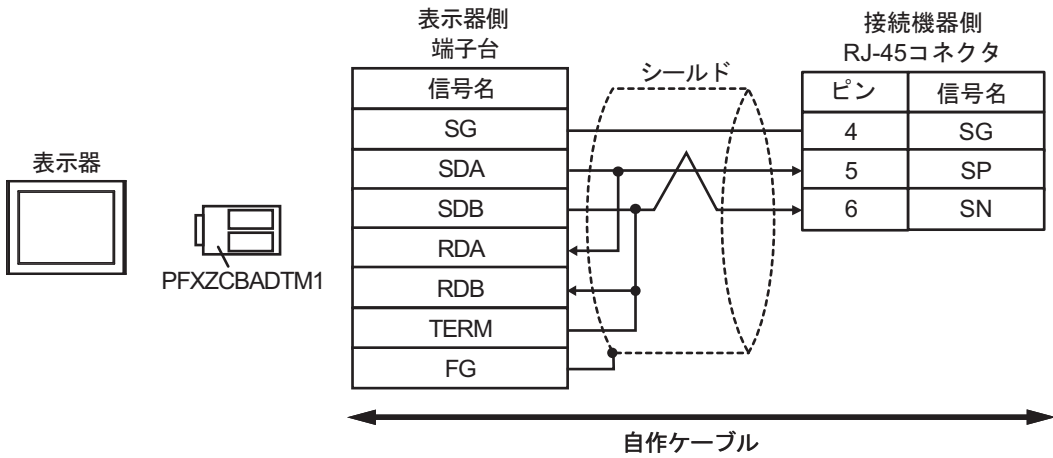 表示器側
端子台
接続機器側
RJ-45コネクタ
シールド
信号名
ピン 信号名
SG
4 SG
SDA
5 SP
SDB
6 SN
RDA
RDB
TERM
FG
表示器
PFXZCBADTM1
自作ケーブル